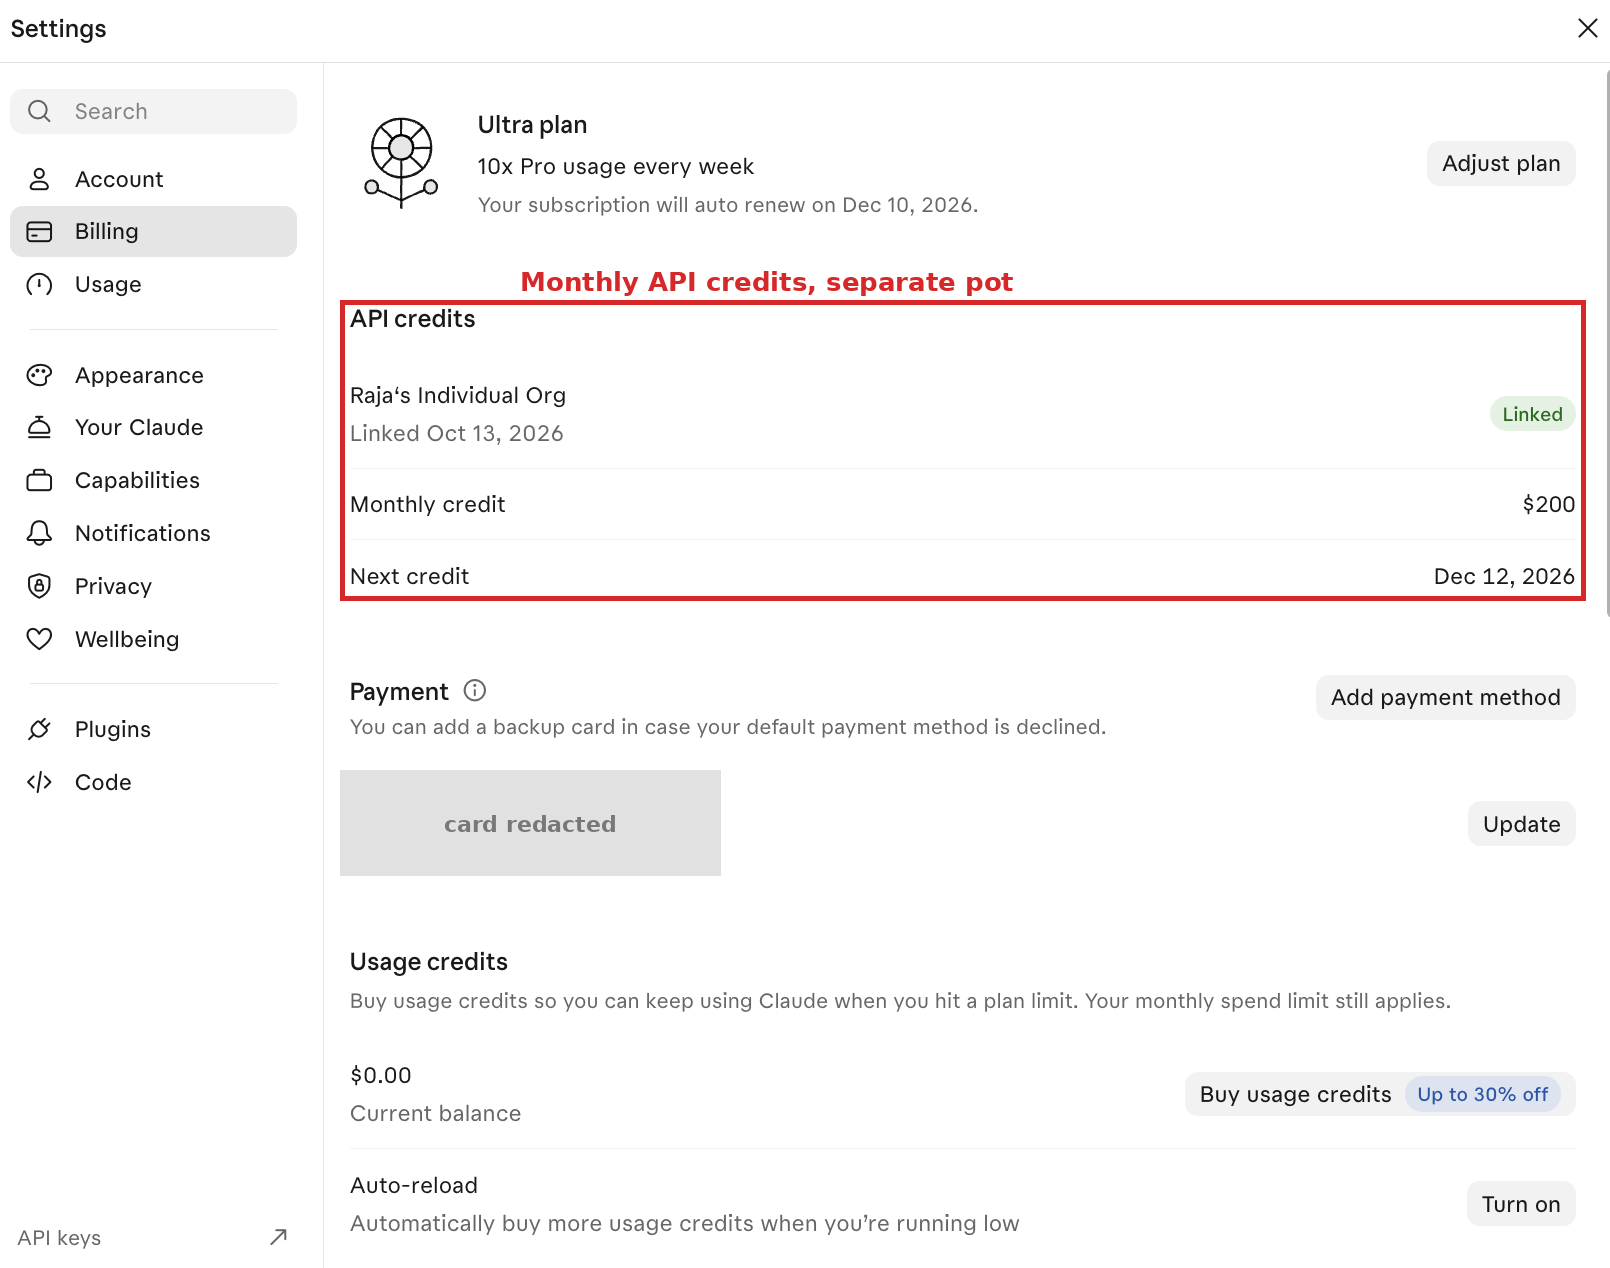 Settings
Search
Account
Billing
Usage
Appearance
Your Claude
Capabilities
Notifications
Privacy
Wellbeing
Plugins
Code
API keys
Ultra plan
10x Pro usage every week
Your subscription will auto renew on Dec 10, 2026.
Adjust plan
Monthly API credits, separate pot
API credits
Raja‘s Individual Org
Linked Oct 13, 2026
Linked
Monthly credit
$200
Next credit
Dec 12, 2026
Payment
You can add a backup card in case your default payment method is declined.
Add payment method
card redacted
Update
Usage credits
Buy usage credits so you can keep using Claude when you hit a plan limit. Your monthly spend limit still applies.
$0.00
Current balance
Buy usage credits Up to 30% off
Auto-reload
Automatically buy more usage credits when you’re running low
Turn on